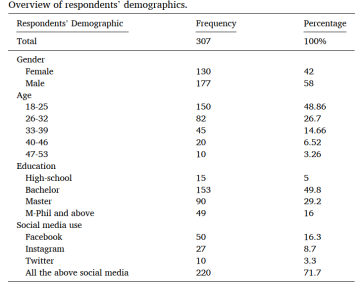 Overview of respondents' demographics.
Respondents' Demographic Frequency Percentage
Total 307 100%
Gender
Female 130 42
Male 177 58
Age
18-25 150 48.86
26-32 82 26.7
33-39 45 14.66
40-46 20 6.52
47-53 10 3.26
Education
High-school 15 5
Bachelor 153 49.8
Master 90 29.2
M-Phil and above 49 16
Social media use
Facebook 50 16.3
Instagram 27 8.7
Twitter 10 3.3
All the above social media 220 71.7